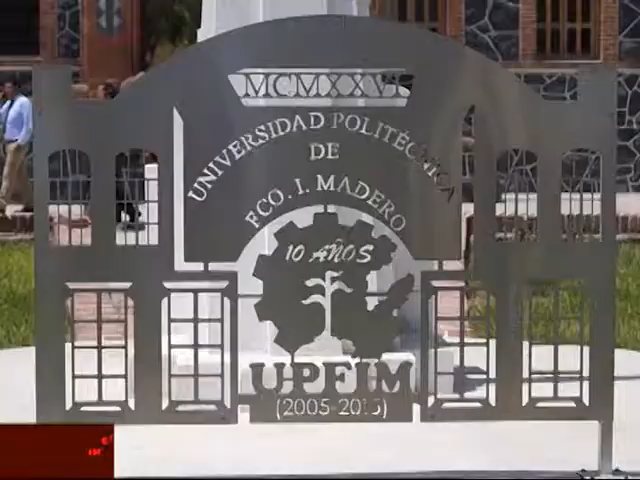 MCMXXVI
UNIVERSIDAD POLITÉCNICA
DE
FCO. I. MADERO
10 AÑOS
UPFIM
(2005-2015)